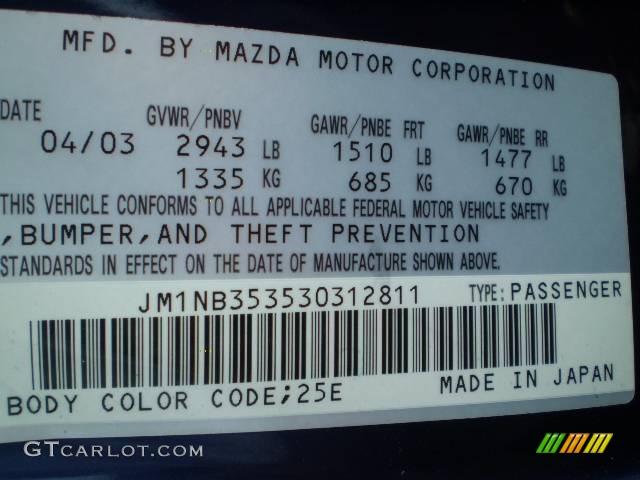 MFD. BY MAZDA MOTOR CORPORATION
DATE GVWR/PNBV GAWR/PNBE FRT GAWR/PNBE RR
04/03 2943 LB 1510 LB 1477 LB
1335 KG 685 KG 670 KG
THIS VEHICLE CONFORMS TO ALL APPLICABLE FEDERAL MOTOR VEHICLE SAFETY
,BUMPER,AND THEFT PREVENTION
STANDARDS IN EFFECT ON THE DATE OF MANUFACTURE SHOWN ABOVE.
JM1NB353530312811 TYPE:PASSENGER
BODY COLOR CODE;25E MADE IN JAPAN
GTCarlot.com